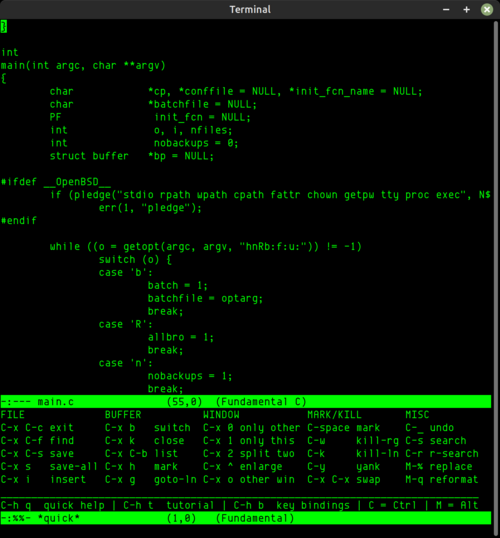 Terminal
}
int
main(int argc, char **argv)
{
char *cp, *conffile = NULL, *init_fcn_name = NULL;
char *batchfile = NULL;
PF init_fcn = NULL;
int o, i, nfiles;
int nobackups = 0;
struct buffer *bp = NULL;
#ifdef __OpenBSD__
if (pledge("stdio rpath wpath cpath fattr chown getpw tty proc exec", N$
err(1, "pledge");
#endif
while ((o = getopt(argc, argv, "hnRb:f:u:")) != -1)
switch (o) {
case 'b':
batch = 1;
batchfile = optarg;
break;
case 'R':
allbro = 1;
break;
case 'n':
nobackups = 1;
break;
-:--- main.c (55,0) (Fundamental C)
FILE BUFFER WINDOW MARK/KILL MISC
C-x C-c exit C-x b switch C-x 0 only other C-space mark C-_ undo
C-x C-f find C-x k close C-x 1 only this C-w kill-rg C-s search
C-x C-s save C-x C-b list C-x 2 split two C-k kill-ln C-r r-search
C-x s save-all C-x h mark C-x ^ enlarge C-y yank M-% replace
C-x i insert C-x g goto-ln C-x o other win C-x C-x swap M-q reformat
C-h q quick help | C-h t tutorial | C-h b key bindings | C = Ctrl | M = Alt
-:%%- *quick* (1,0) (Fundamental)